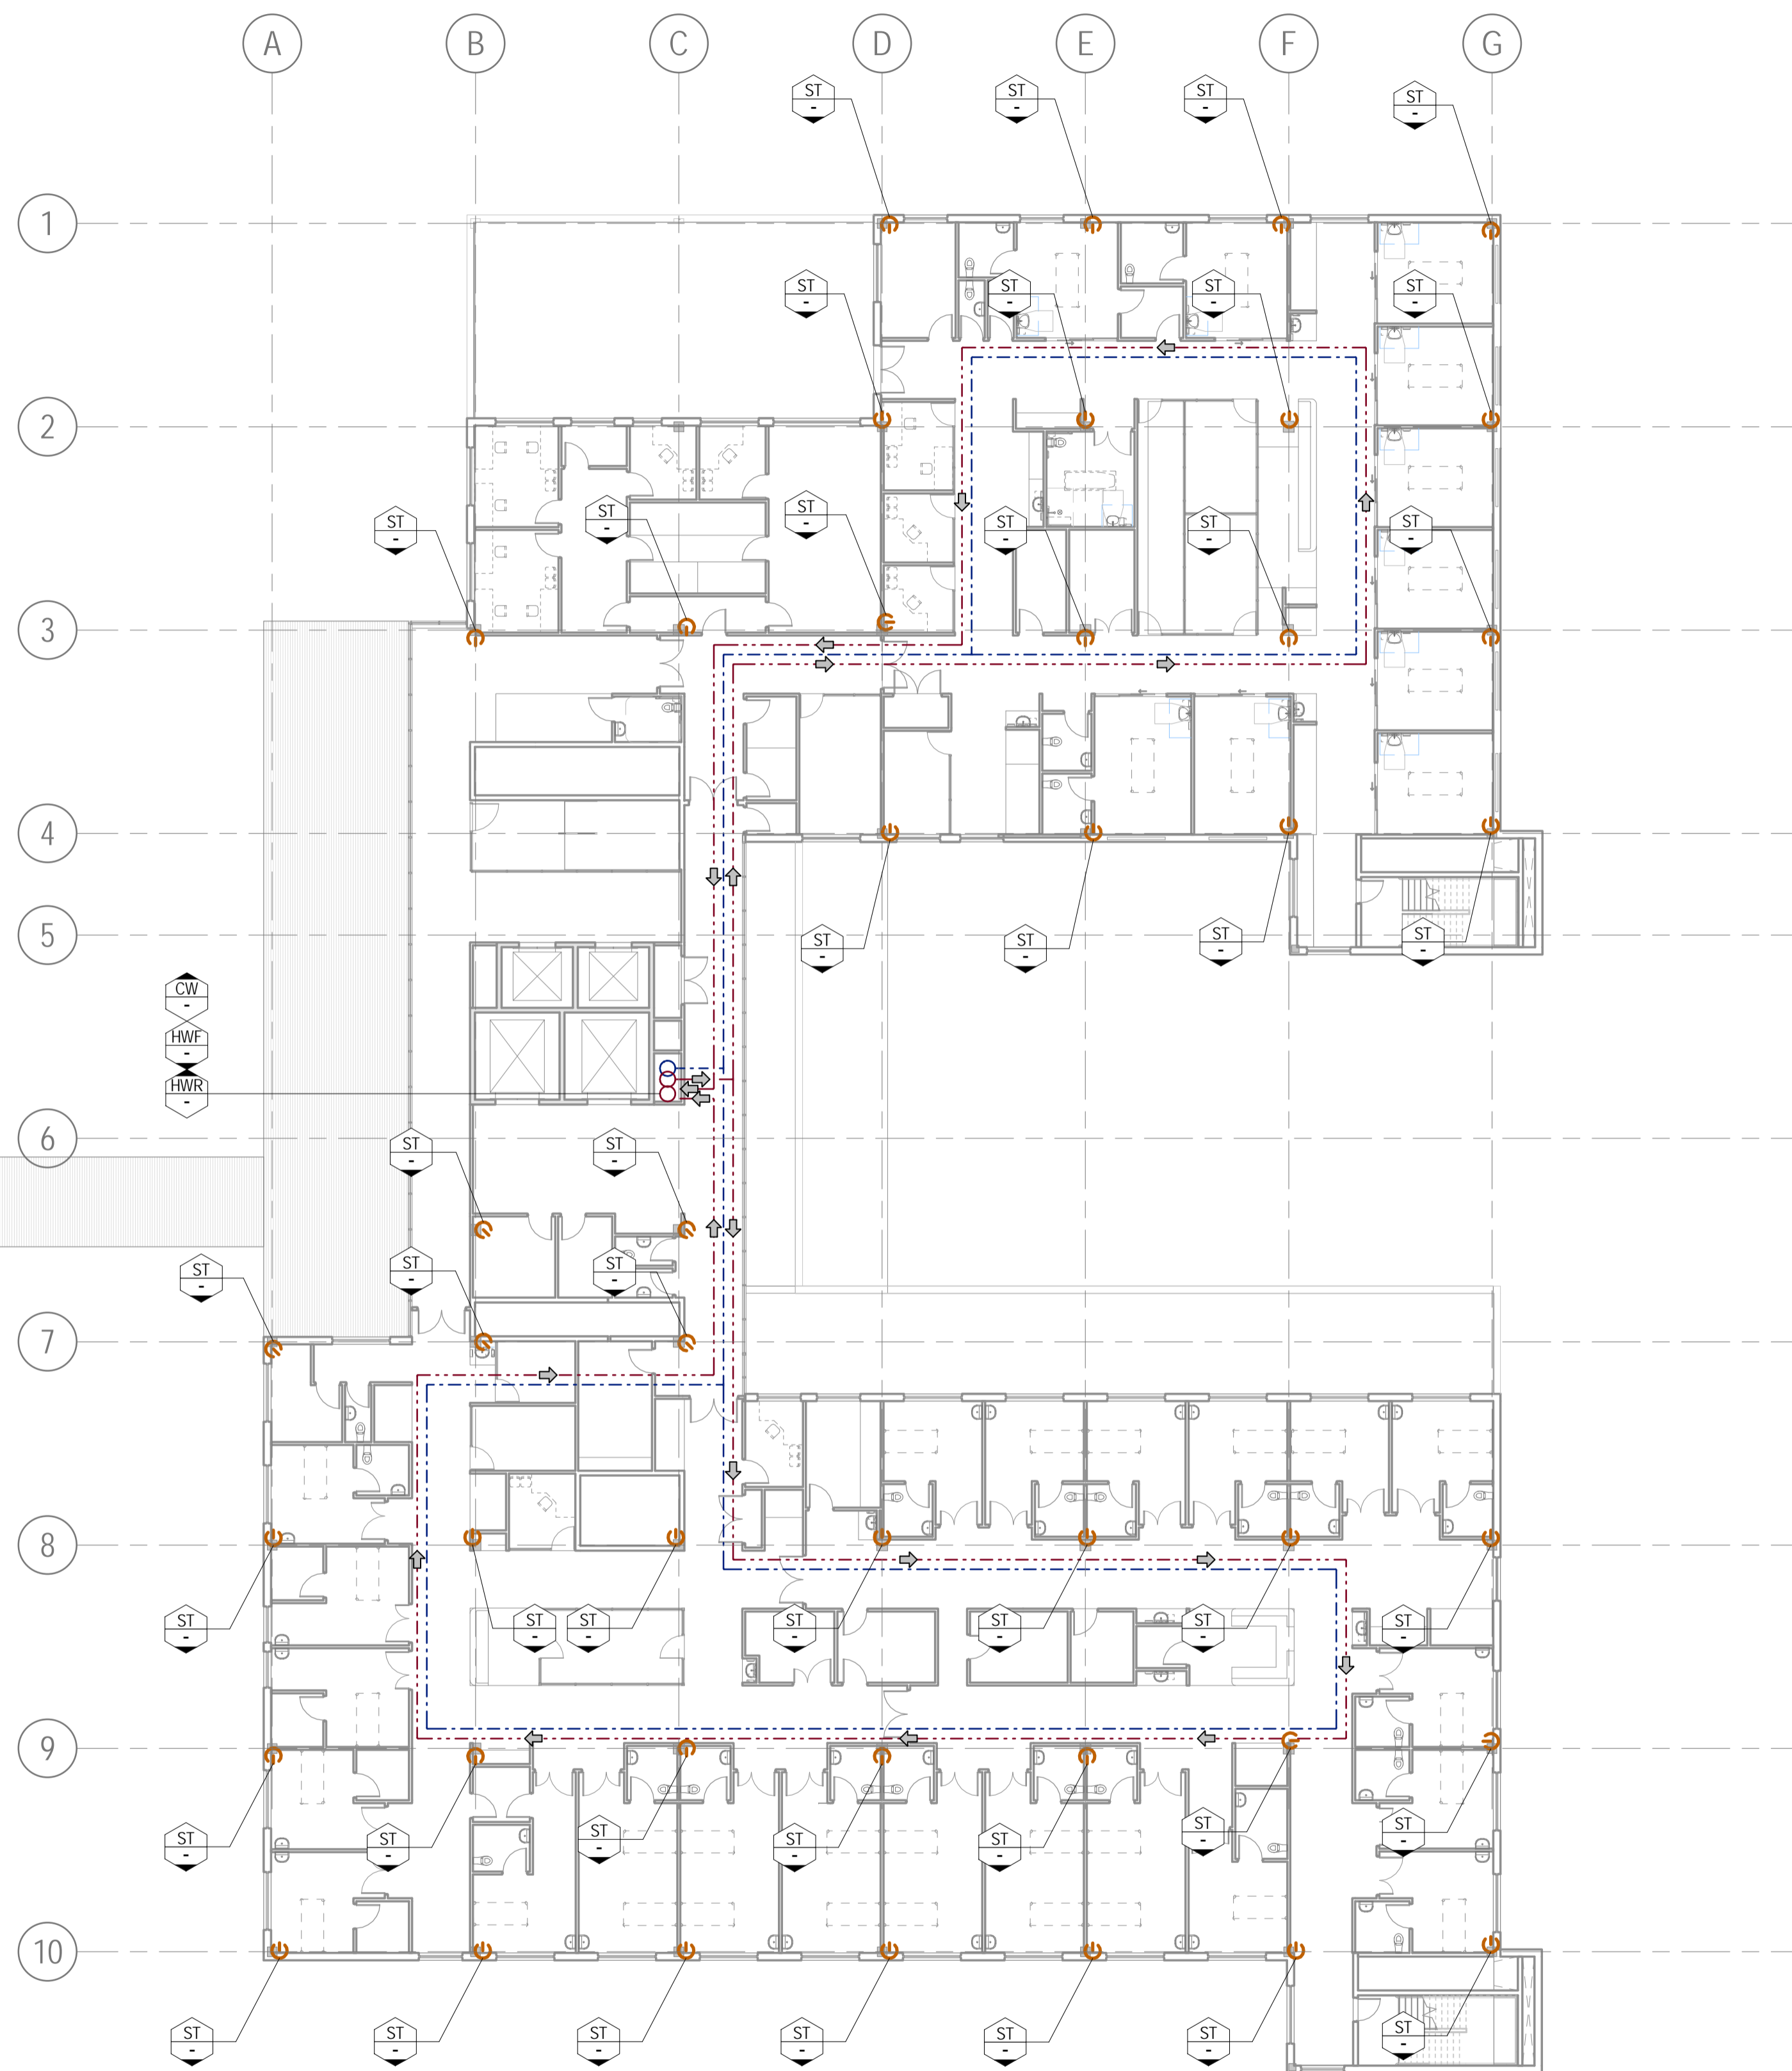 A B C D E F G
ST ST ST ST
- - - -
1
ST ST ST ST
- - - -
2
ST ST ST ST ST ST
- - - - - -
3
4
5
ST ST ST ST
- - - -
CW
-
HWF
-
HWR
-
6
ST ST
- -
ST ST ST
- - -
7
8
ST ST ST ST ST ST ST
- - - - - - -
9
ST ST ST ST ST ST ST
- - - - - - -
10
ST ST ST ST ST ST ST
- - - - - - -